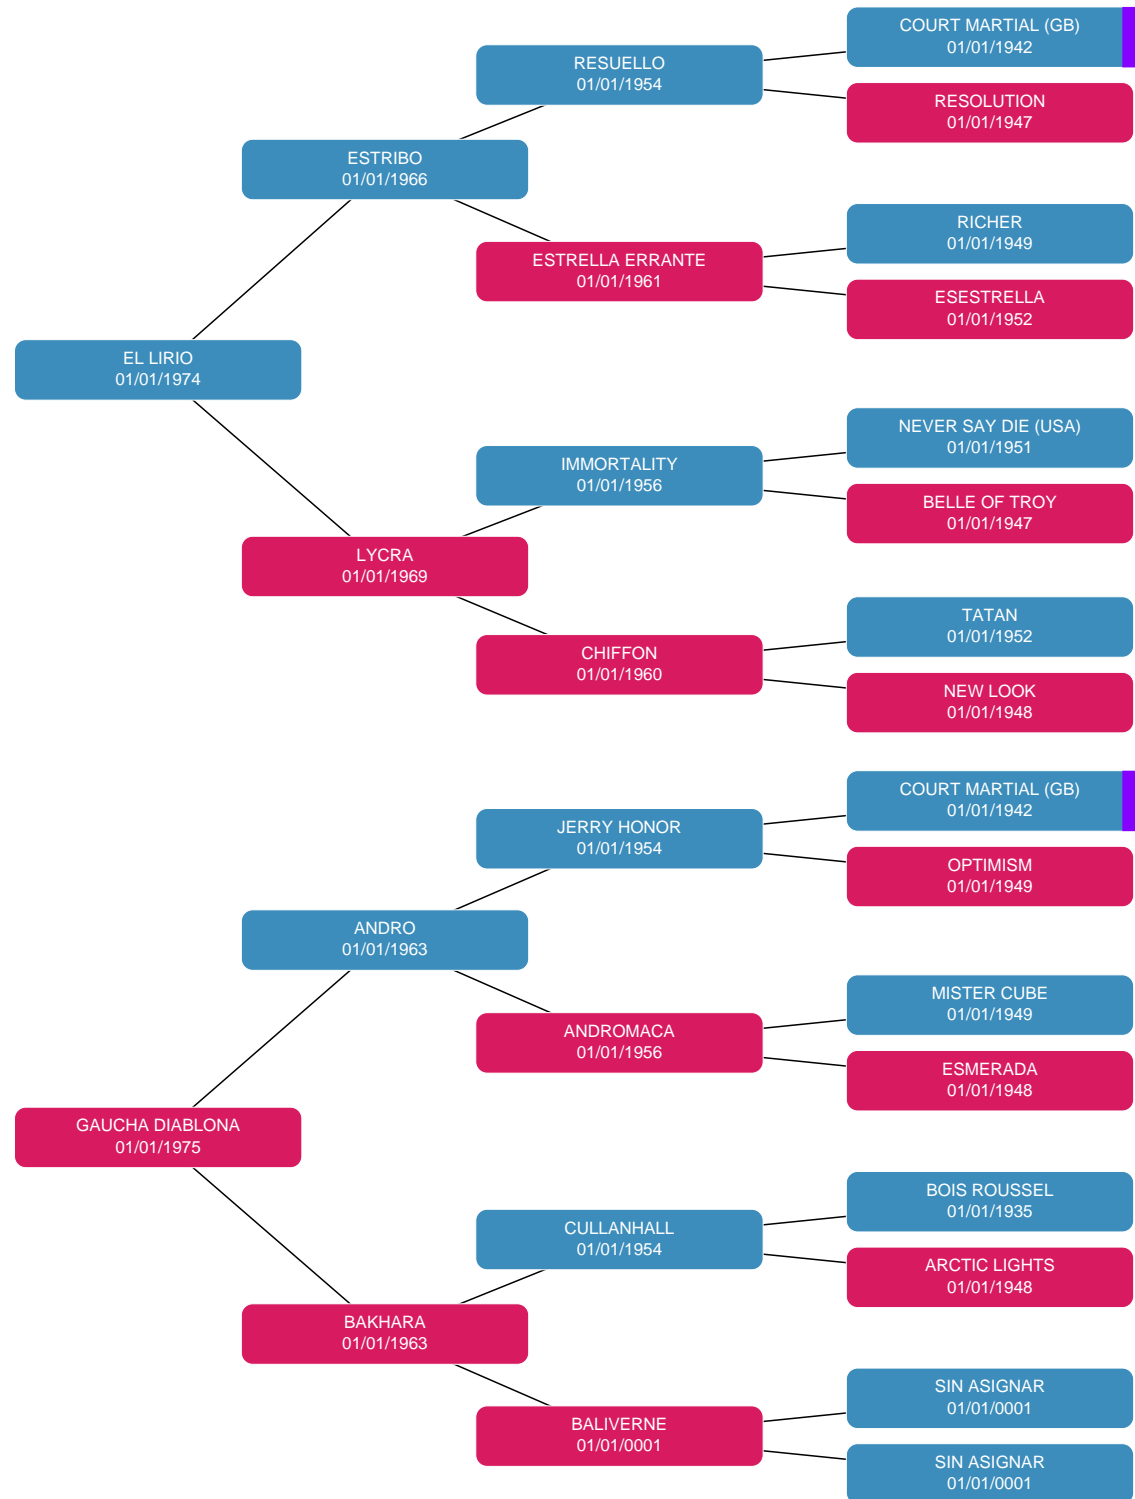 COURT MARTIAL (GB)
01/01/1942
RESUELLO
01/01/1954
RESOLUTION
01/01/1947
ESTRIBO
01/01/1966
RICHER
01/01/1949
ESTRELLA ERRANTE
01/01/1961
ESESTRELLA
01/01/1952
EL LIRIO
01/01/1974
NEVER SAY DIE (USA)
01/01/1951
IMMORTALITY
01/01/1956
BELLE OF TROY
01/01/1947
LYCRA
01/01/1969
TATAN
01/01/1952
CHIFFON
01/01/1960
NEW LOOK
01/01/1948
COURT MARTIAL (GB)
01/01/1942
JERRY HONOR
01/01/1954
OPTIMISM
01/01/1949
ANDRO
01/01/1963
MISTER CUBE
01/01/1949
ANDROMACA
01/01/1956
ESMERADA
01/01/1948
GAUCHA DIABLONA
01/01/1975
BOIS ROUSSEL
01/01/1935
CULLANHALL
01/01/1954
ARCTIC LIGHTS
01/01/1948
BAKHARA
01/01/1963
SIN ASIGNAR
01/01/0001
BALIVERNE
01/01/0001
SIN ASIGNAR
01/01/0001